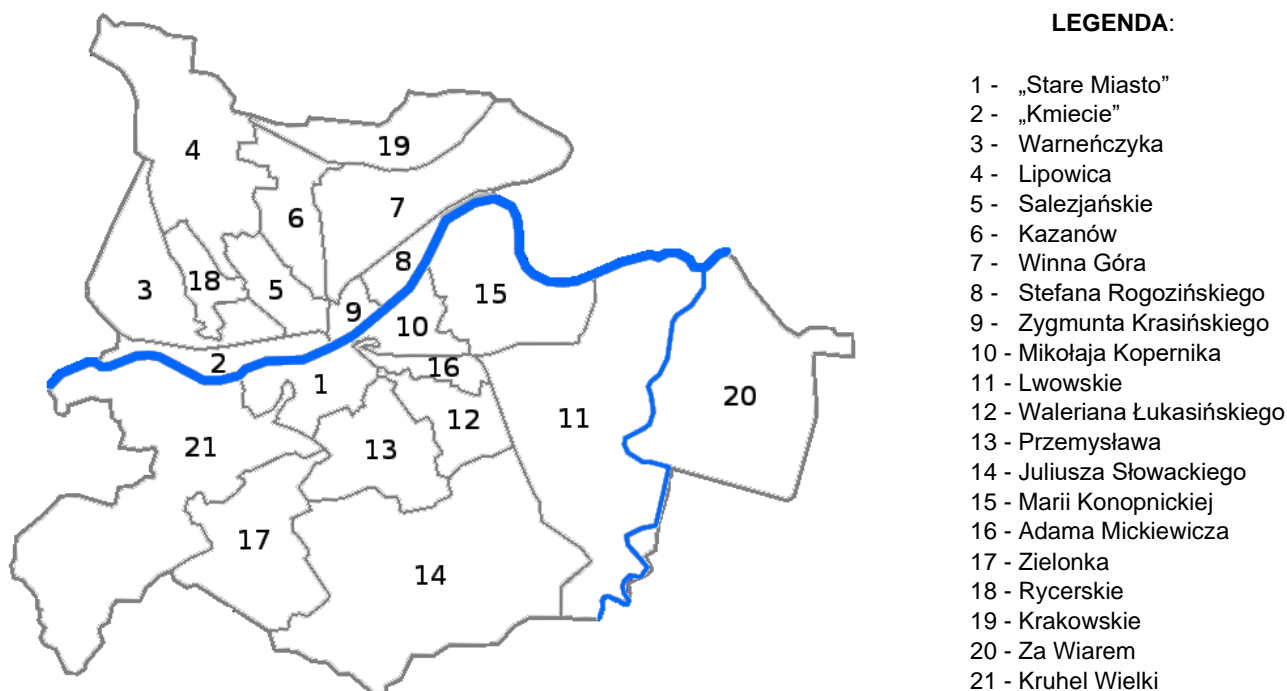 LEGENDA:
1 - „Stare Miasto”
2 - „Kmiecie”
3 - Warneńczyka
4 - Lipowica
5 - Salezjańskie
6 - Kazanów
7 - Winna Góra
8 - Stefana Rogozińskiego
9 - Zygmunta Krasińskiego
10 - Mikołaja Kopernika
11 - Lwowskie
12 - Waleriana Łukasińskiego
13 - Przemysława
14 - Juliusza Słowackiego
15 - Marii Konopnickiej
16 - Adama Mickiewicza
17 - Zielonka
18 - Rycerskie
19 - Krakowskie
20 - Za Wiarem
21 - Kruhel Wielki
19
4
7
6
8
18
5
3
15
9
10
2
16
1
20
12
11
13
21
17
14